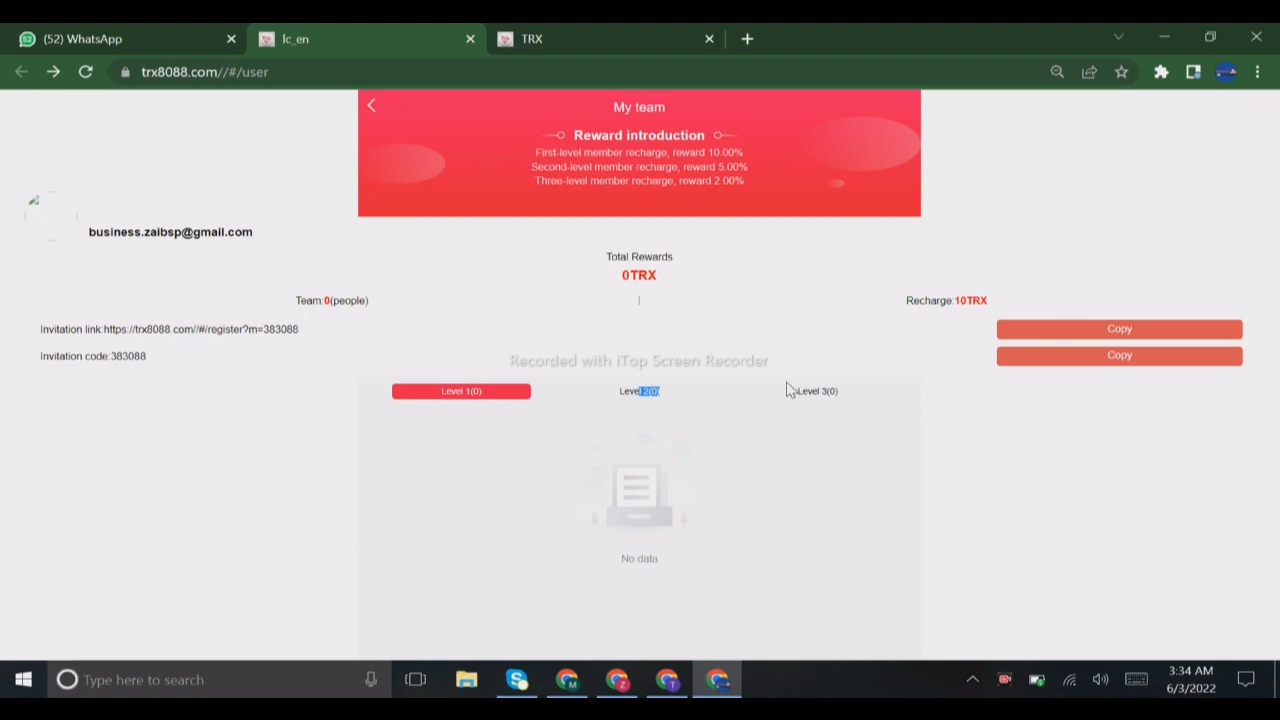 (52) WhatsApp
lc_en
TRX
trx8088.com//#/user
My team
Reward introduction
First-level member recharge, reward 10.00%
Second-level member recharge, reward 5.00%
Three-level member recharge, reward 2.00%
business.zaibsp@gmail.com
Total Rewards
0TRX
Team:0(people) | Recharge:10TRX
Invitation link:https://trx8088.com//#/register?m=383088 Copy
Invitation code:383088 Copy
Recorded with iTop Screen Recorder
Level 1(0) Level 2(0) Level 3(0)
No data
Type here to search
3:34 AM
6/3/2022